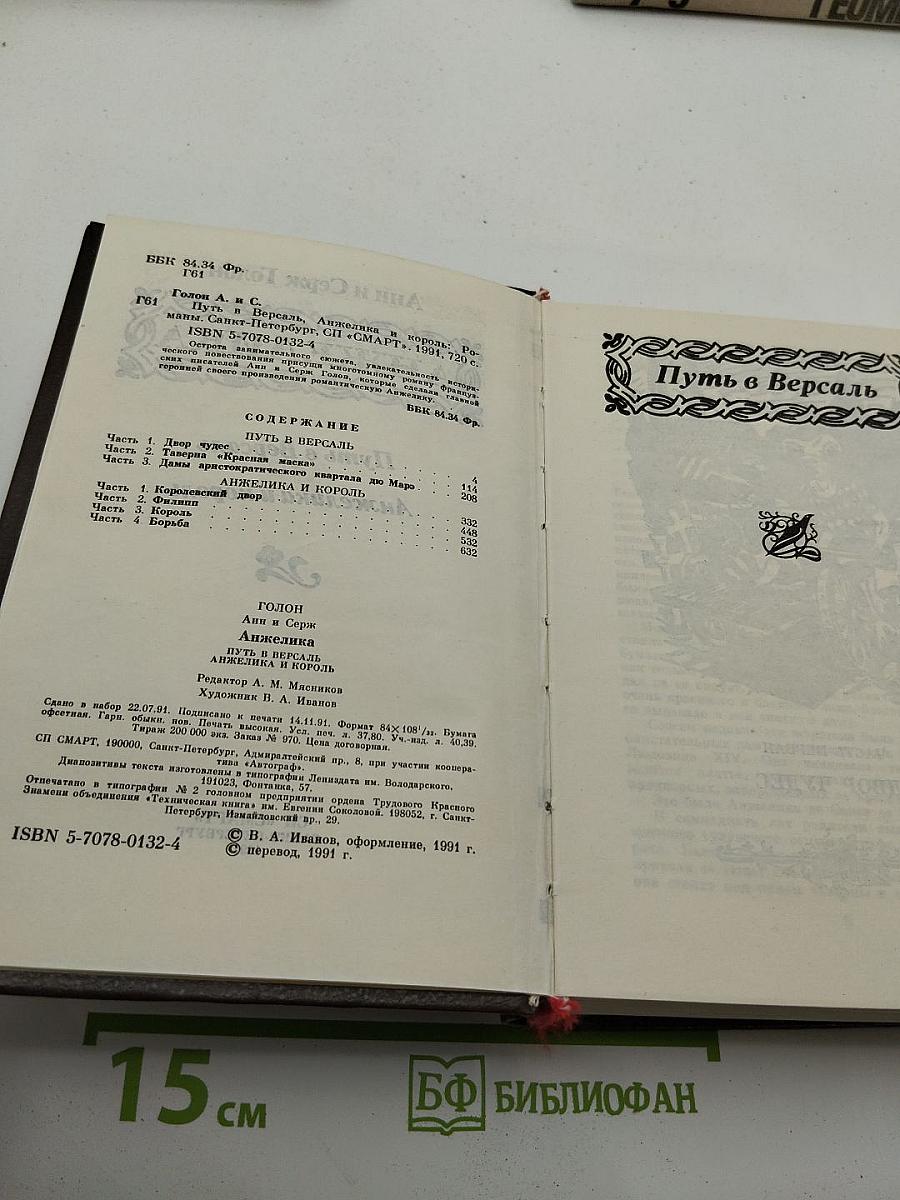 ГЕОМ
ББК 84.34 Фр.
Г61
Голон А. и С.
Г61 Путь в Версаль, Анжелика и король: Ро-
маны. Санкт-Петербург, СП «СМАРТ». 1991, 720 с.
ISBN 5-7078-0132-4
Острота занимательного сюжета, увлекательность истори-
ческого повествования присущи многотомному роману француз-
ских писателей Анн и Серж Голон, которые сделали главной
героиней своего произведения романтическую Анжелику.
ББК 84.34 Фр.
СОДЕРЖАНИЕ
ПУТЬ В ВЕРСАЛЬ
Часть 1. Двор чудес . . . . . . . . 4
Часть 2. Таверна «Красная маска» . . . . . . 114
Часть 3. Дамы аристократического квартала дю Марэ . 208
АНЖЕЛИКА И КОРОЛЬ
Часть 1. Королевский двор . . . . . . . 332
Часть 2. Филипп . . . . . . . . 448
Часть 3. Король . . . . . . . . 532
Часть 4 Борьба . . . . . . . . 632
ГОЛОН
Анн и Серж
Анжелика
ПУТЬ В ВЕРСАЛЬ
АНЖЕЛИКА И КОРОЛЬ
Редактор А. М. Мясников
Художник В. А. Иванов
Сдано в набор 22.07.91. Подписано к печати 14.11.91. Формат 84×108¹/₃₂. Бумага
офсетная. Гарн. обыкн. нов. Печать высокая. Усл. печ. л. 37,80. Уч.-изд. л. 40,39.
Тираж 200 000 экз. Заказ № 970. Цена договорная.
СП СМАРТ, 190000, Санкт-Петербург, Адмиралтейский пр., 8, при участии коопера-
тива «Автограф».
Диапозитивы текста изготовлены в типографии Лениздата им. Володарского.
191023, Фонтанка, 57.
Отпечатано в типографии № 2 головном предприятии ордена Трудового Красного
Знамени объединения «Техническая книга» им. Евгении Соколовой. 198052, г. Санкт-
Петербург, Измайловский пр., 29.
ISBN 5-7078-0132-4
© В. А. Иванов, оформление, 1991 г.
© перевод, 1991 г.
Путь в Версаль
15 см
БФ БИБЛИОФАН